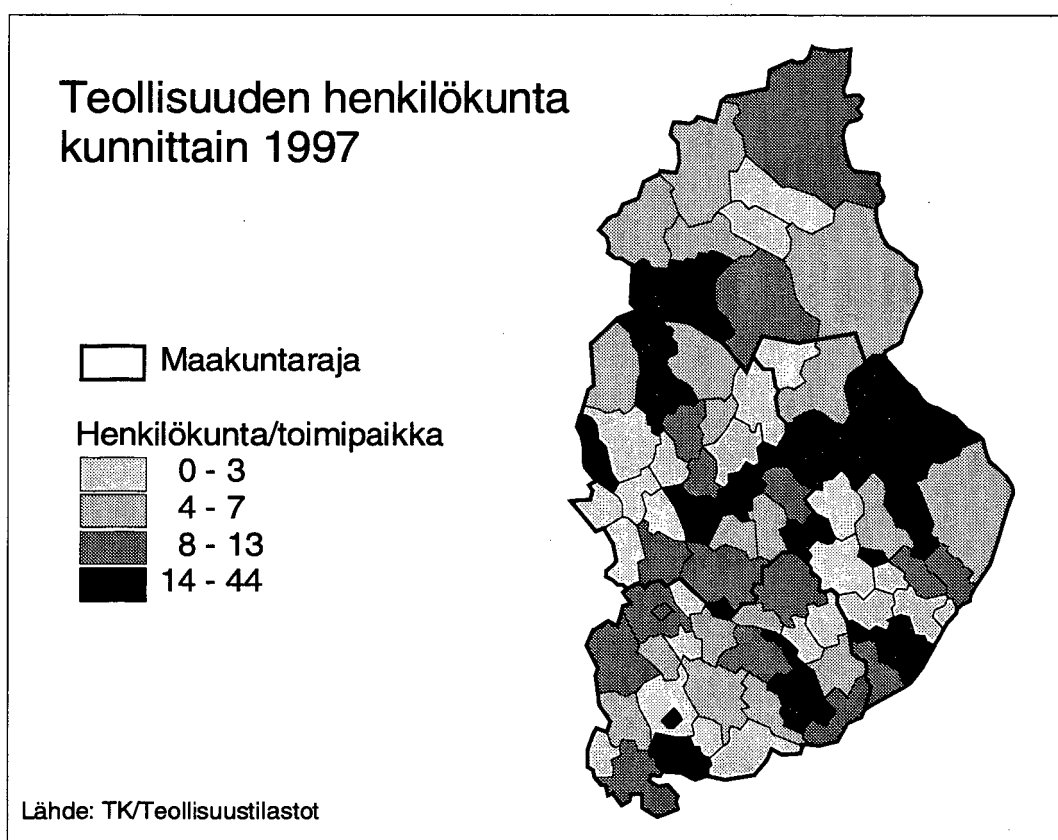 Teollisuuden henkilökunta
kunnittain 1997
Maakuntaraja
Henkilökunta/toimipaikka
0 - 3
4 - 7
8 - 13
14 - 44
Lähde: TK/Teollisuustilastot